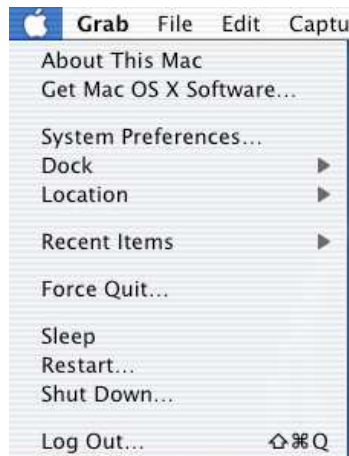 Grab File Edit Captu
About This Mac
Get Mac OS X Software...
System Preferences...
Dock
Location
Recent Items
Force Quit...
Sleep
Restart...
Shut Down...
Log Out... ⇧⌘Q